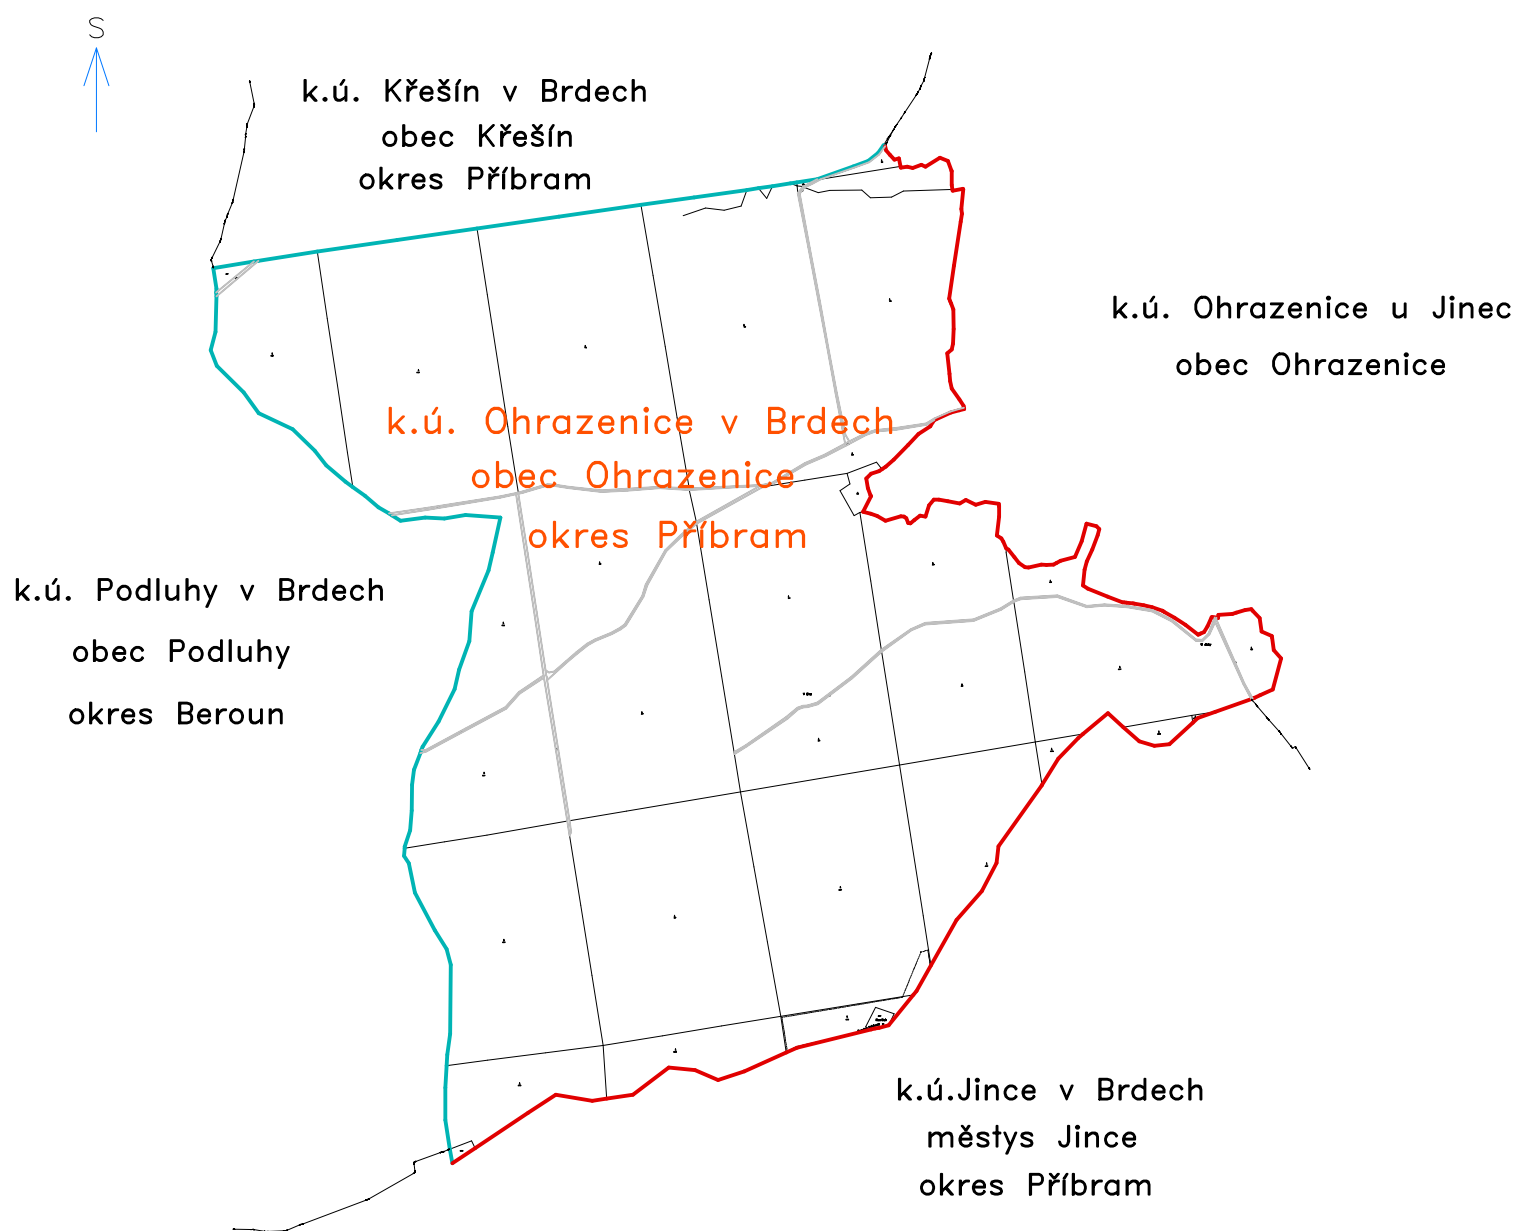 S
k.ú. Křešín v Brdech
obec Křešín
okres Příbram
k.ú. Ohrazenice u Jinec
obec Ohrazenice
k.ú. Ohrazenice v Brdech
obec Ohrazenice
okres Příbram
k.ú. Podluhy v Brdech
obec Podluhy
okres Beroun
k.ú.Jince v Brdech
městys Jince
okres Příbram